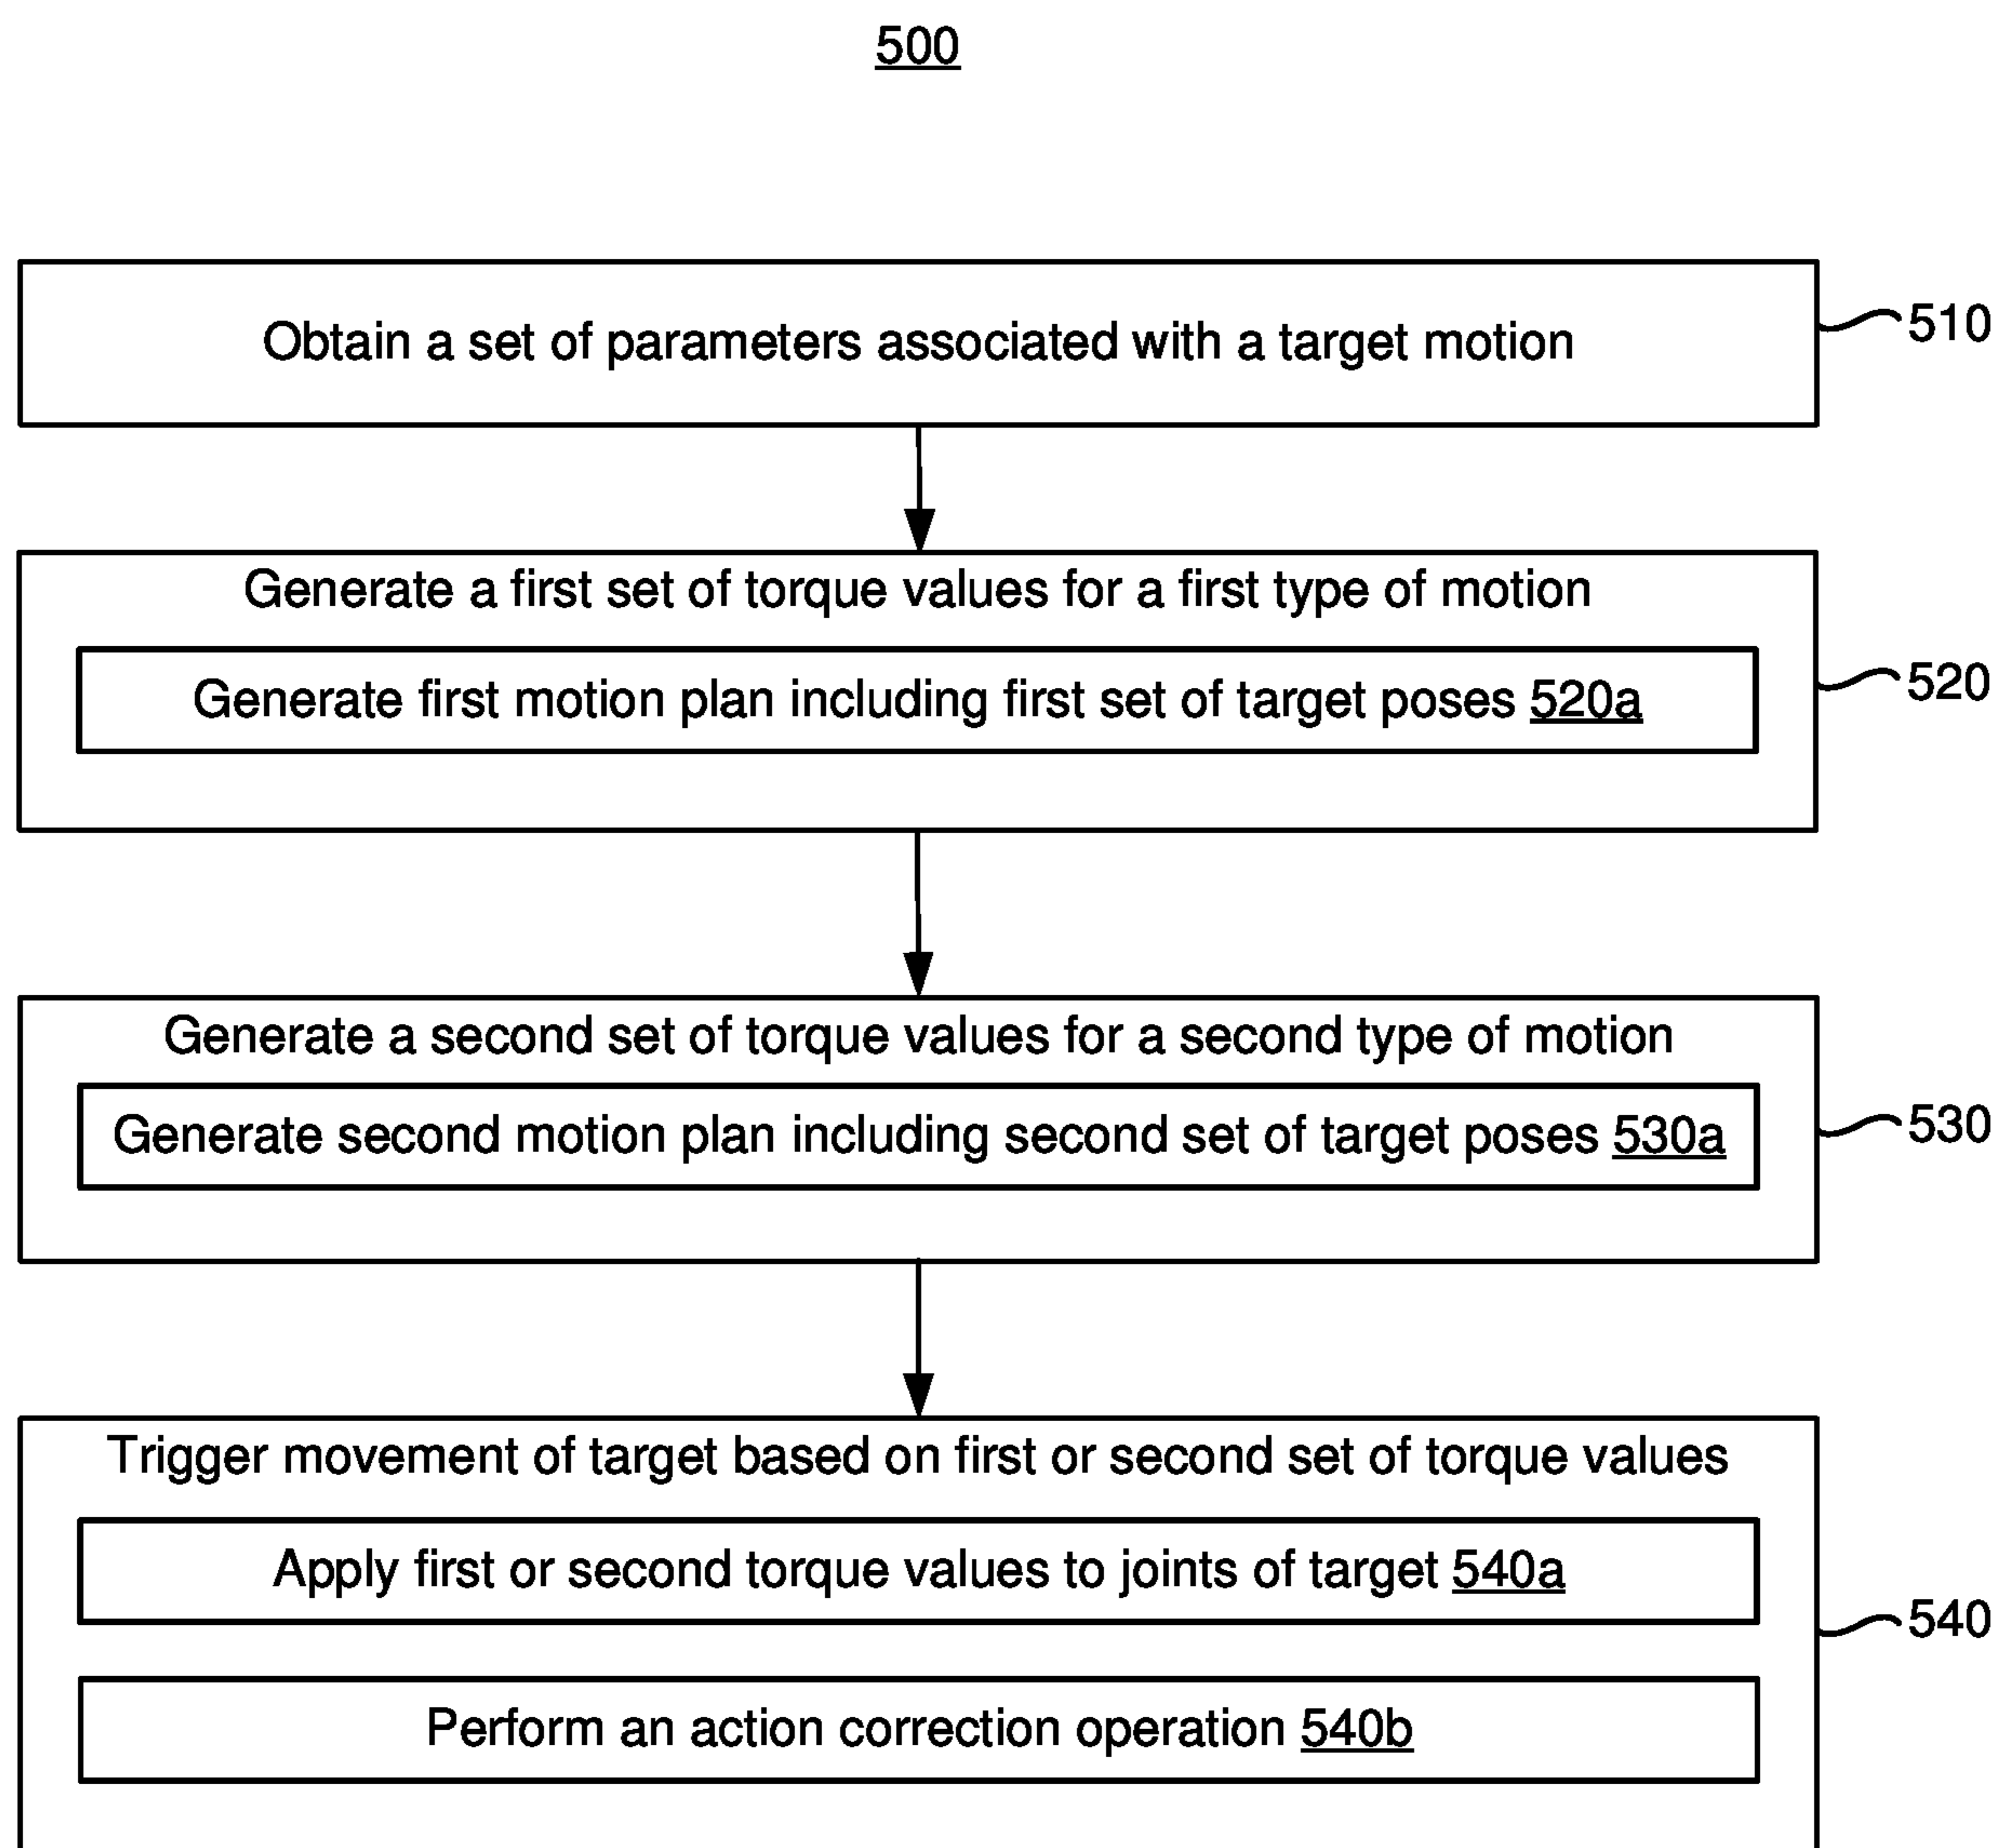 500
Obtain a set of parameters associated with a target motion
510
Generate a first set of torque values for a first type of motion
Generate first motion plan including first set of target poses 520a
520
Generate a second set of torque values for a second type of motion
Generate second motion plan including second set of target poses 530a
530
Trigger movement of target based on first or second set of torque values
Apply first or second torque values to joints of target 540a
540
Perform an action correction operation 540b